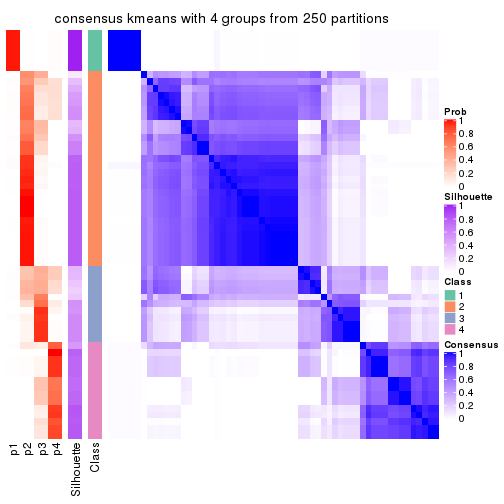 consensus kmeans with 4 groups from 250 partitions
Prob
1
0.8
0.6
0.4
0.2
0
Silhouette
1
0.8
0.6
0.4
0.2
0
Class
1
2
3
4
Consensus
1
0.8
0.6
0.4
0.2
0
p1
p2
p3
p4
Silhouette
Class